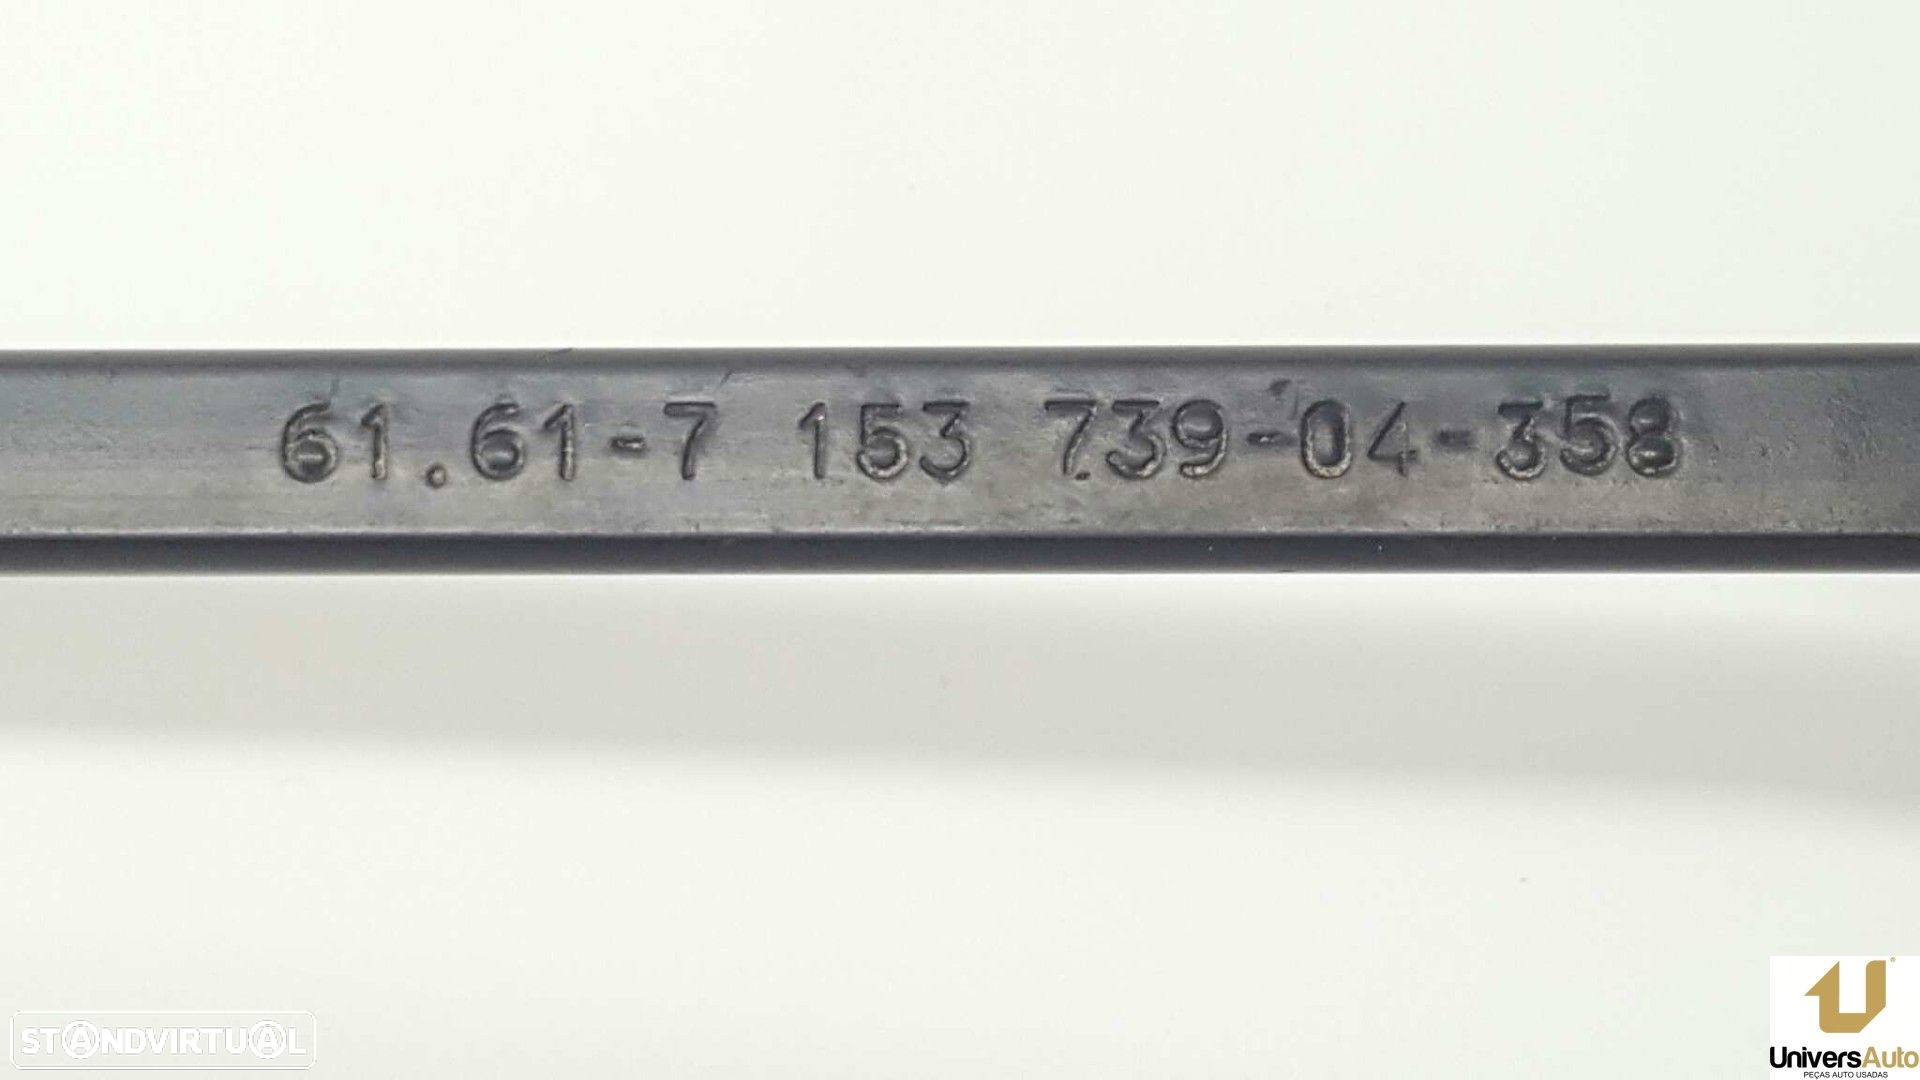 61.61-7 153 739-04-358
STANDVIRTUAL
UniversAuto
PEÇAS AUTO USADAS